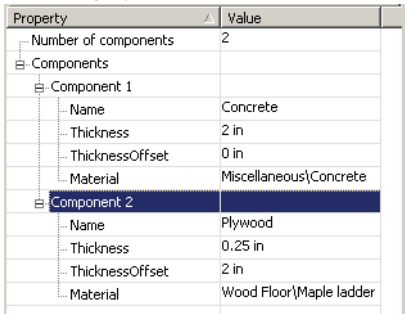 Property Value
Number of components 2
Components
Component 1
Name Concrete
Thickness 2 in
ThicknessOffset 0 in
Material Miscellaneous\Concrete
Component 2
Name Plywood
Thickness 0.25 in
ThicknessOffset 2 in
Material Wood Floor\Maple ladder